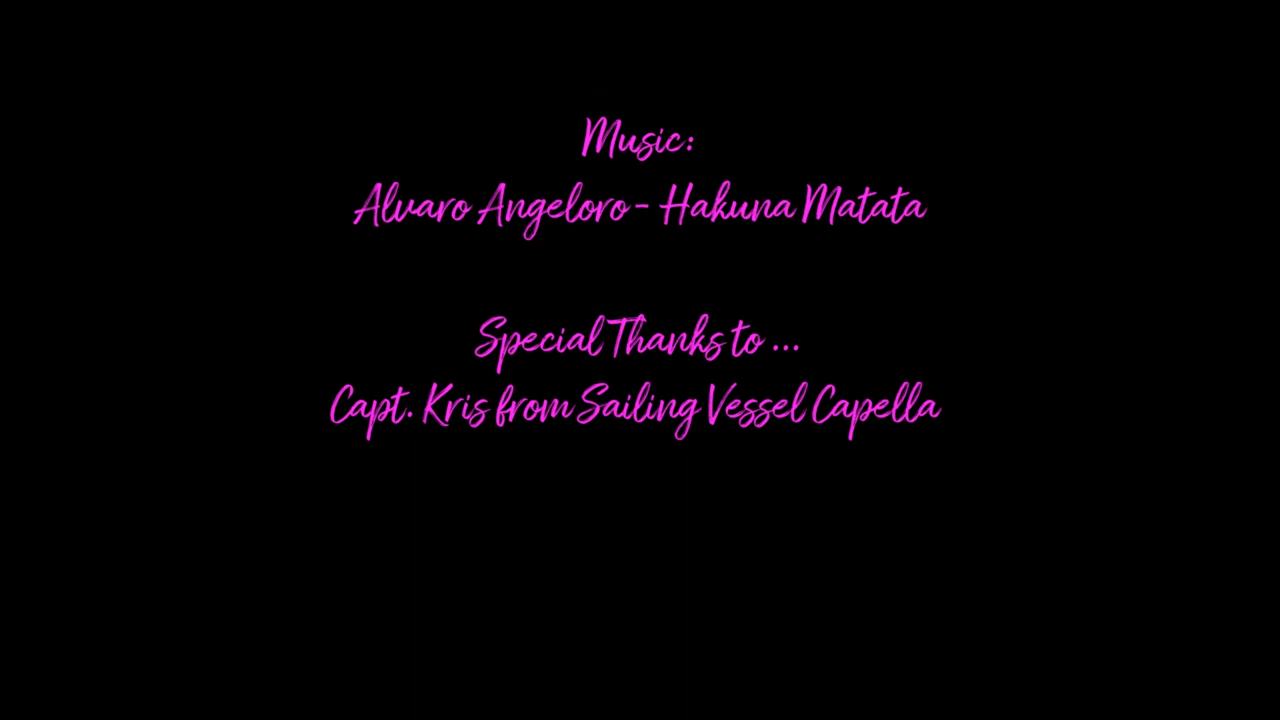 Music:
Alvaro Angeloro - Hakuna Matata
Special Thanks to ...
Capt. Kris from Sailing Vessel Capella